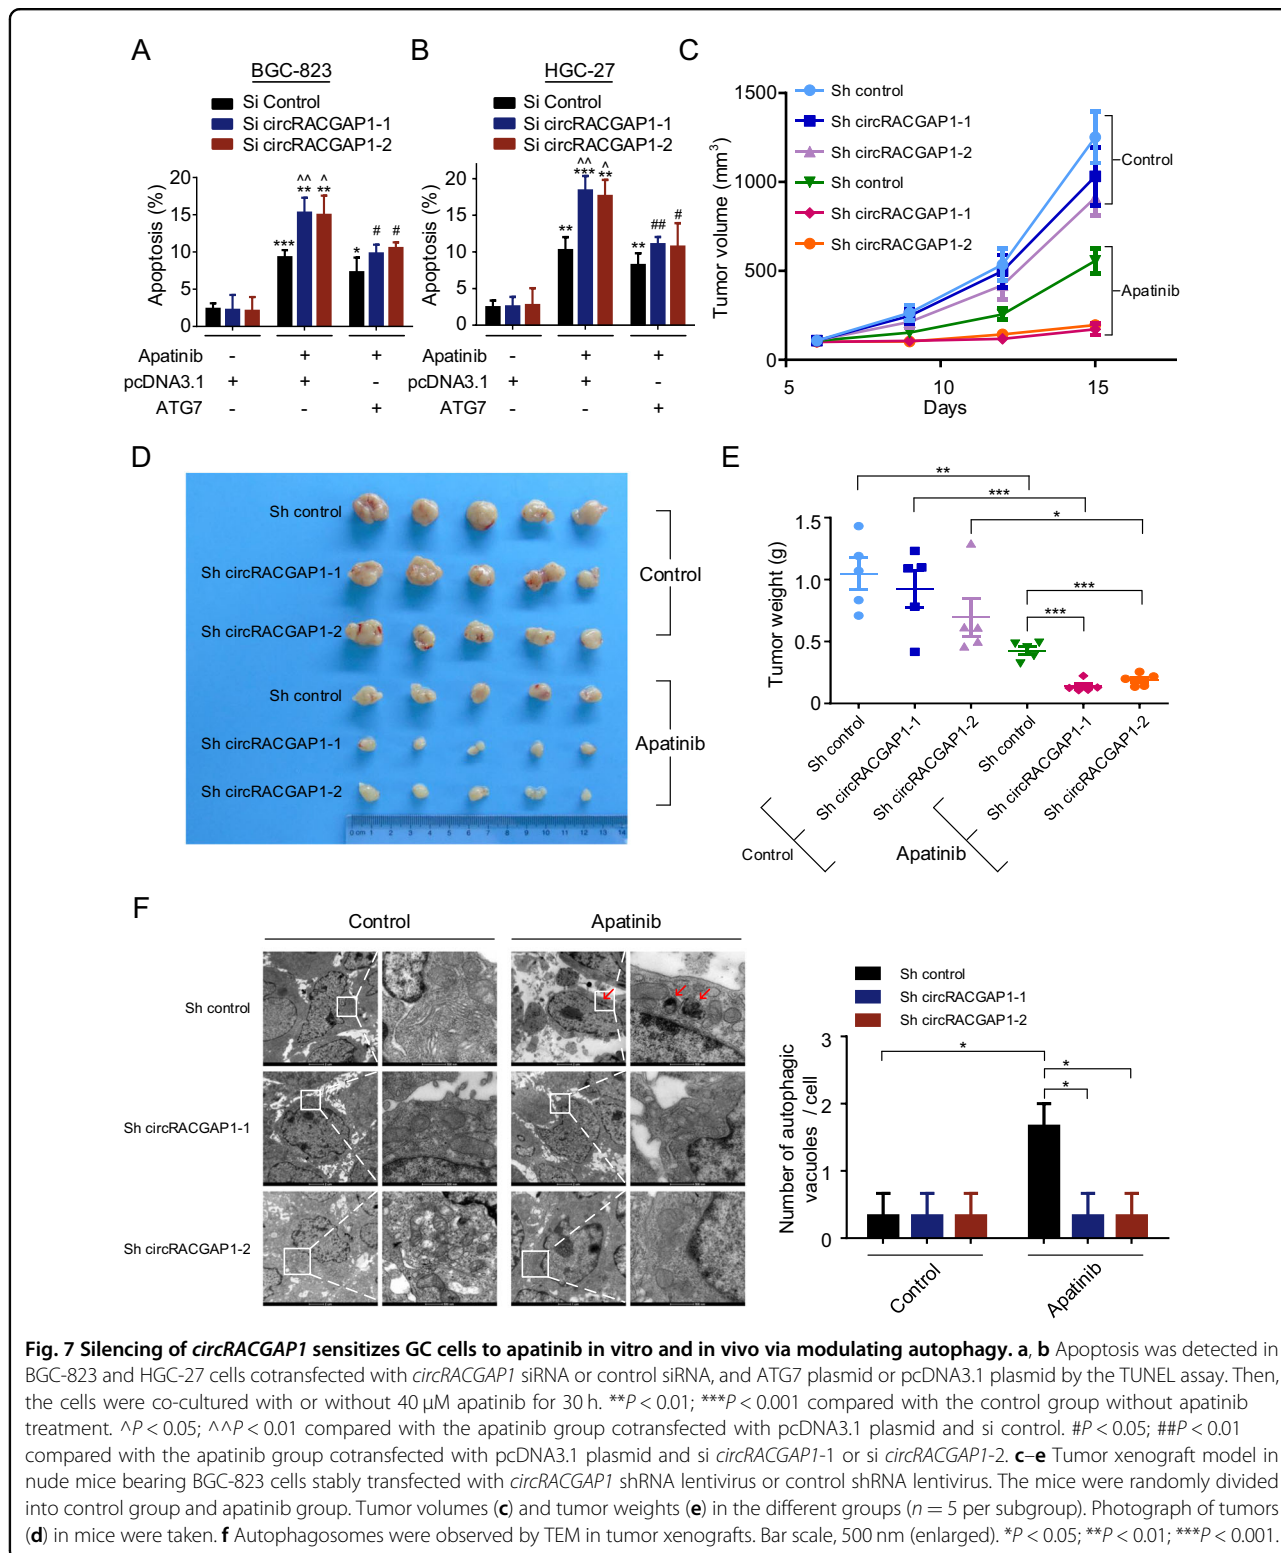 A
BGC-823
Si Control
Si circRACGAP1-1
Si circRACGAP1-2
Apoptosis (%)
20
15
10
5
0
***
^^
**
^
**
*
#
#
Apatinib - + +
pcDNA3.1 + + -
ATG7 - - +
B
HGC-27
Si Control
Si circRACGAP1-1
Si circRACGAP1-2
Apoptosis (%)
20
15
10
5
0
**
^^
***
^
**
**
##
#
Apatinib - + +
pcDNA3.1 + + -
ATG7 - - +
C
Tumor volume (mm³)
1500
1000
500
0
5 10 15
Days
Sh control
Sh circRACGAP1-1
Sh circRACGAP1-2
Sh control
Sh circRACGAP1-1
Sh circRACGAP1-2
Control
Apatinib
D
Sh control
Sh circRACGAP1-1
Sh circRACGAP1-2
Control
Sh control
Sh circRACGAP1-1
Sh circRACGAP1-2
Apatinib
0 cm 1 2 3 4 5 6 7 8 9 10 11 12 13 14
E
**
***
*
***
***
Tumor weight (g)
1.5
1.0
0.5
0
Sh control
Sh circRACGAP1-1
Sh circRACGAP1-2
Sh control
Sh circRACGAP1-1
Sh circRACGAP1-2
Control
Apatinib
F
Control Apatinib
Sh control
Sh circRACGAP1-1
Sh circRACGAP1-2
Sh control
Sh circRACGAP1-1
Sh circRACGAP1-2
Number of autophagic
vacuoles / cell
3
2
1
0
*
*
*
Control
Apatinib
Fig. 7 Silencing of circRACGAP1 sensitizes GC cells to apatinib in vitro and in vivo via modulating autophagy. a, b Apoptosis was detected in
BGC-823 and HGC-27 cells cotransfected with circRACGAP1 siRNA or control siRNA, and ATG7 plasmid or pcDNA3.1 plasmid by the TUNEL assay. Then,
the cells were co-cultured with or without 40 µM apatinib for 30 h. **P < 0.01; ***P < 0.001 compared with the control group without apatinib
treatment. ^P < 0.05; ^^P < 0.01 compared with the apatinib group cotransfected with pcDNA3.1 plasmid and si control. #P < 0.05; ##P < 0.01
compared with the apatinib group cotransfected with pcDNA3.1 plasmid and si circRACGAP1-1 or si circRACGAP1-2. c–e Tumor xenograft model in
nude mice bearing BGC-823 cells stably transfected with circRACGAP1 shRNA lentivirus or control shRNA lentivirus. The mice were randomly divided
into control group and apatinib group. Tumor volumes (c) and tumor weights (e) in the different groups (n = 5 per subgroup). Photograph of tumors
(d) in mice were taken. f Autophagosomes were observed by TEM in tumor xenografts. Bar scale, 500 nm (enlarged). *P < 0.05; **P < 0.01; ***P < 0.001.